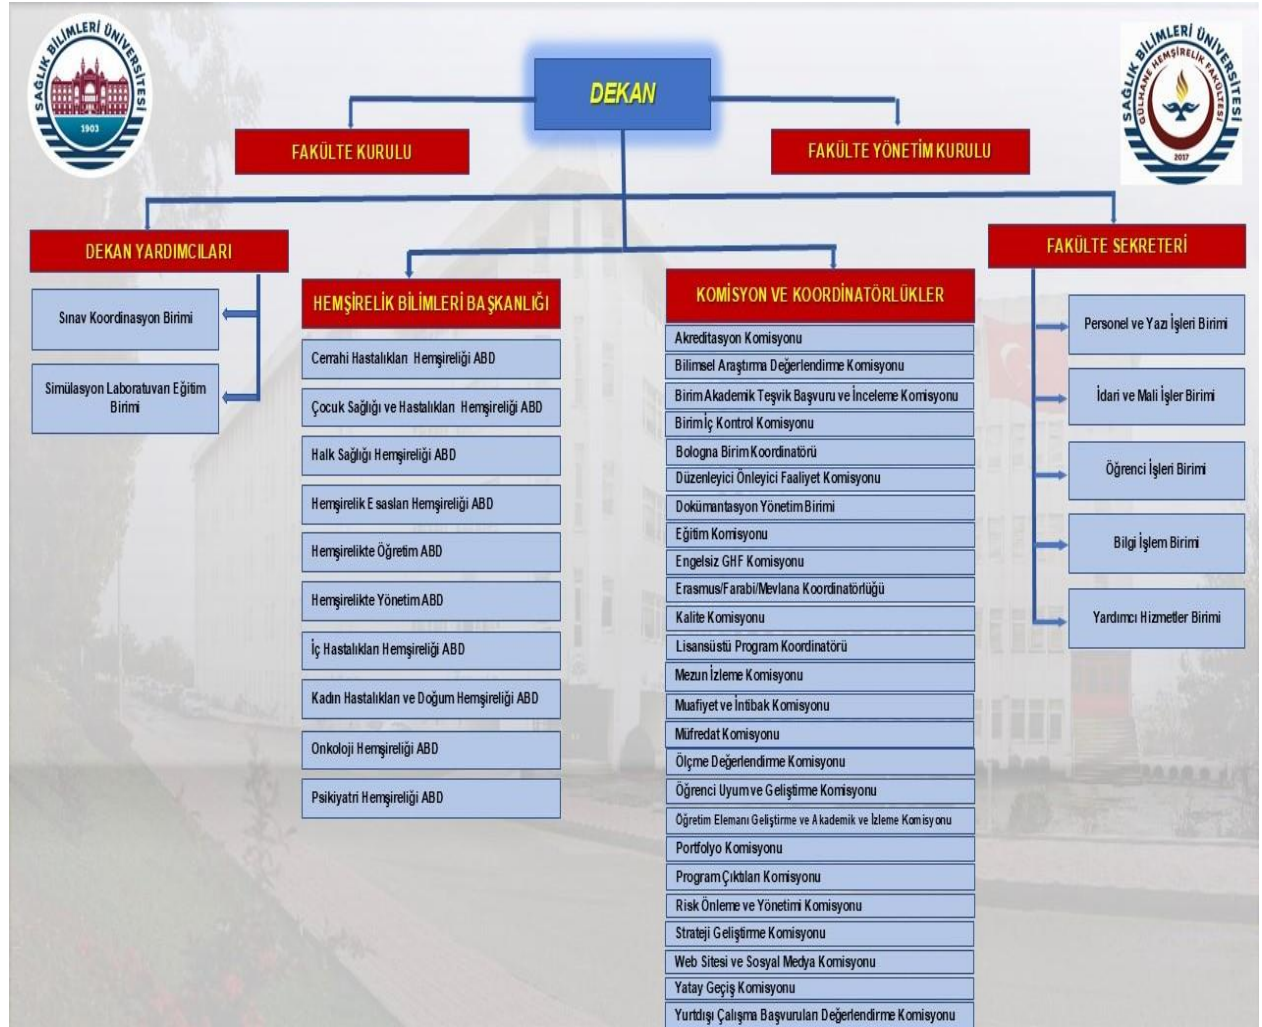 SAĞLIK BİLİMLERİ ÜNİVERSİTESİ
1903
SAĞLIK BİLİMLERİ ÜNİVERSİTESİ
GÜLHANE HEMŞİRELİK FAKÜLTESİ
2017
DEKAN
FAKÜLTE KURULU
FAKÜLTE YÖNETİM KURULU
DEKAN YARDIMCILARI
Sınav Koordinasyon Birimi
Simülasyon Laboratuvarı Eğitim
Birimi
HEMŞİRELİK BİLİMLERİ BAŞKANLIĞI
Cerrahi Hastalıkları Hemşireliği ABD
Çocuk Sağlığı ve Hastalıkları Hemşireliği ABD
Halk Sağlığı Hemşireliği ABD
Hemşirelik Esasları Hemşireliği ABD
Hemşirelikte Öğretim ABD
Hemşirelikte Yönetim ABD
İç Hastalıkları Hemşireliği ABD
Kadın Hastalıkları ve Doğum Hemşireliği ABD
Onkoloji Hemşireliği ABD
Psikiyatri Hemşireliği ABD
KOMİSYON VE KOORDİNATÖRLÜKLER
Akreditasyon Komisyonu
Bilimsel Araştırma Değerlendirme Komisyonu
Birim Akademik Teşvik Başvuru ve İnceleme Komisyonu
Birim İç Kontrol Komisyonu
Bologna Birim Koordinatörü
Düzenleyici Önleyici Faaliyet Komisyonu
Dokümantasyon Yönetim Birimi
Eğitim Komisyonu
Engelsiz GHF Komisyonu
Erasmus/Farabi/Mevlana Koordinatörlüğü
Kalite Komisyonu
Lisansüstü Program Koordinatörü
Mezun İzleme Komisyonu
Muafiyet ve İntibak Komisyonu
Müfredat Komisyonu
Ölçme Değerlendirme Komisyonu
Öğrenci Uyum ve Geliştirme Komisyonu
Öğretim Elemanı Geliştirme ve Akademik ve İzleme Komisyonu
Portfolyo Komisyonu
Program Çıktıları Komisyonu
Risk Önleme ve Yönetimi Komisyonu
Strateji Geliştirme Komisyonu
Web Sitesi ve Sosyal Medya Komisyonu
Yatay Geçiş Komisyonu
Yurtdışı Çalışma Başvuruları Değerlendirme Komisyonu
FAKÜLTE SEKRETERİ
Personel ve Yazı İşleri Birimi
İdari ve Mali İşler Birimi
Öğrenci İşleri Birimi
Bilgi İşlem Birimi
Yardımcı Hizmetler Birimi